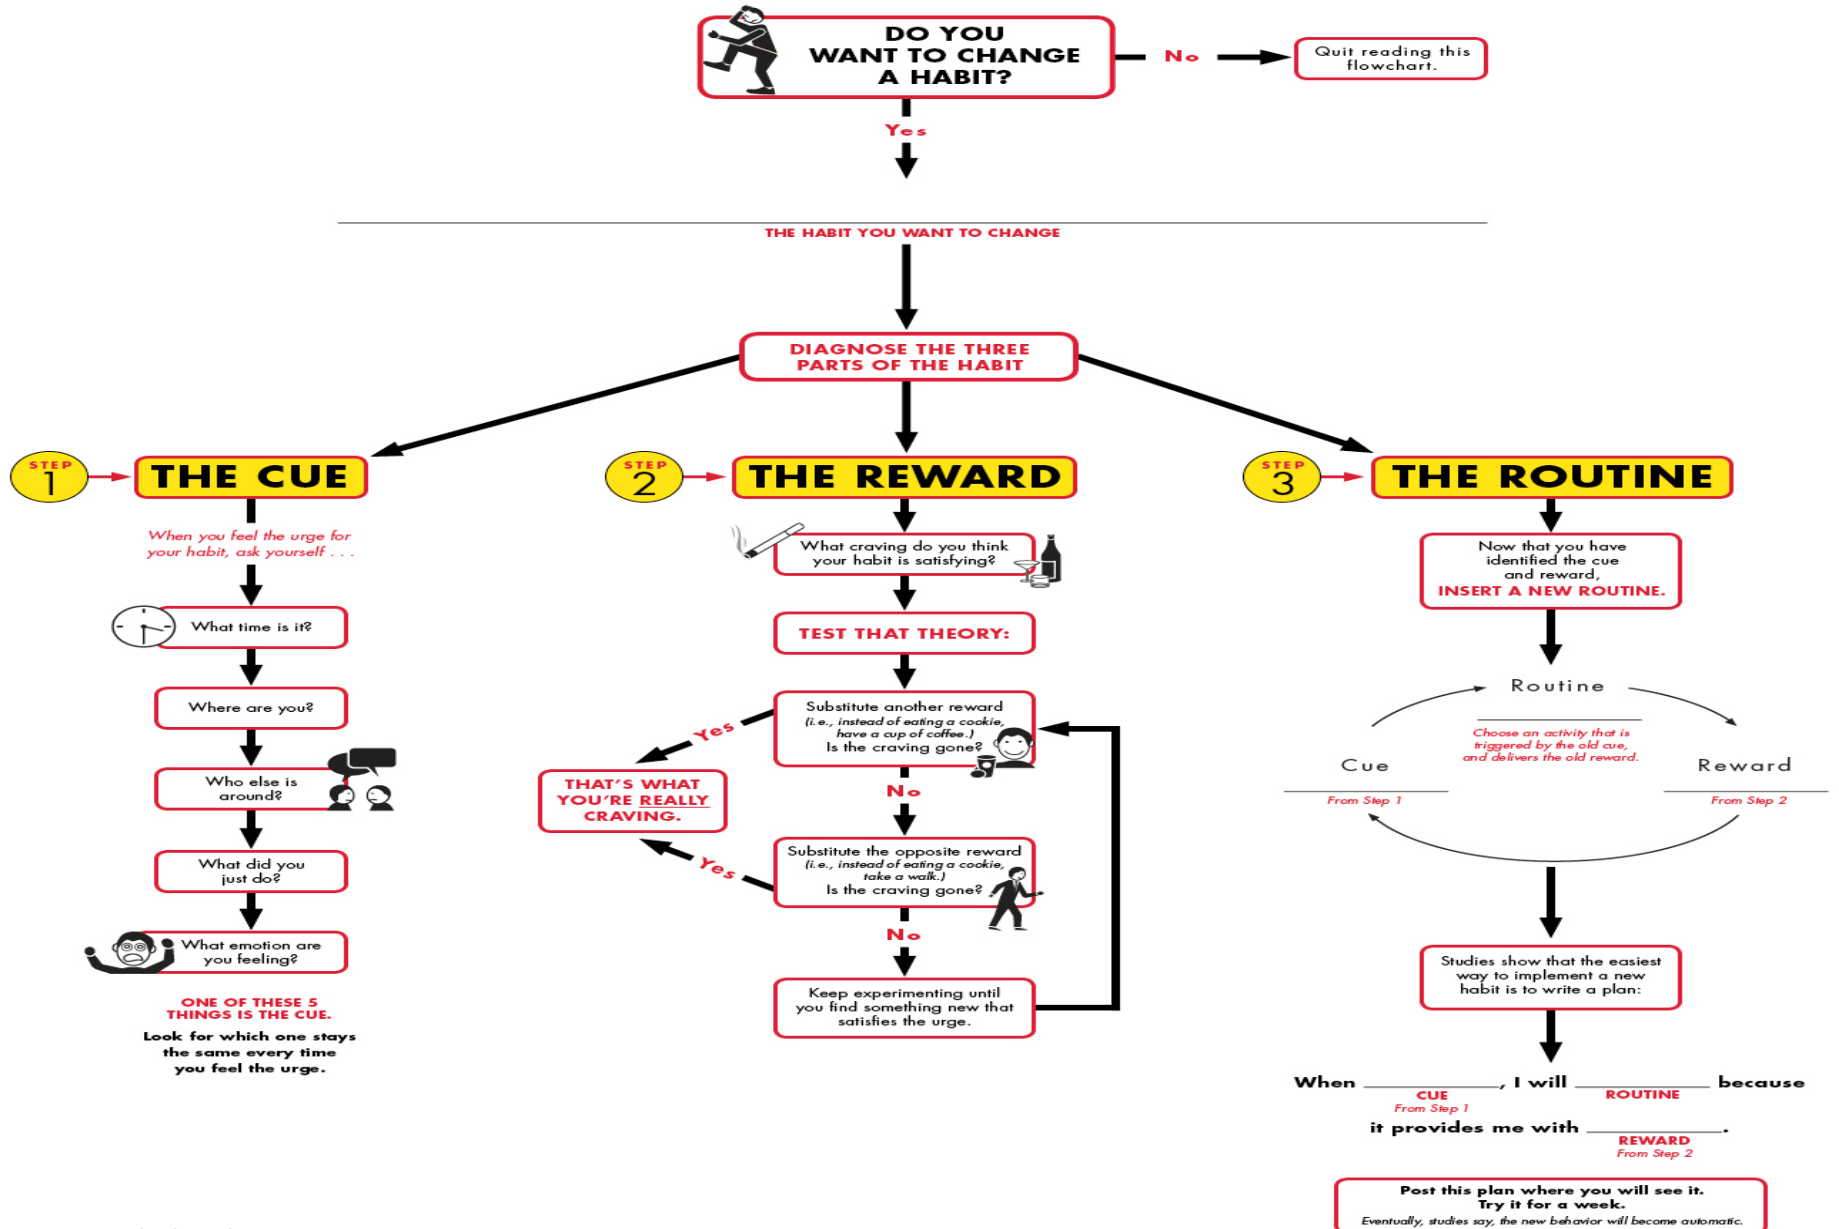 DO YOU
WANT TO CHANGE
A HABIT?
No
Quit reading this
flowchart.
Yes
THE HABIT YOU WANT TO CHANGE
DIAGNOSE THE THREE
PARTS OF THE HABIT
STEP
1
THE CUE
When you feel the urge for
your habit, ask yourself . . .
What time is it?
Where are you?
Who else is
around?
What did you
just do?
What emotion are
you feeling?
ONE OF THESE 5
THINGS IS THE CUE.
Look for which one stays
the same every time
you feel the urge.
STEP
2
THE REWARD
What craving do you think
your habit is satisfying?
TEST THAT THEORY:
Substitute another reward
(i.e., instead of eating a cookie,
have a cup of coffee.)
Is the craving gone?
Yes
THAT'S WHAT
YOU'RE REALLY
CRAVING.
No
Substitute the opposite reward
(i.e., instead of eating a cookie,
take a walk.)
Is the craving gone?
Yes
No
Keep experimenting until
you find something new that
satisfies the urge.
STEP
3
THE ROUTINE
Now that you have
identified the cue
and reward,
INSERT A NEW ROUTINE.
Routine
Choose an activity that is
triggered by the old cue,
and delivers the old reward.
Cue
From Step 1
Reward
From Step 2
Studies show that the easiest
way to implement a new
habit is to write a plan:
When __________, I will __________ because
CUE
From Step 1
ROUTINE
it provides me with __________.
REWARD
From Step 2
Post this plan where you will see it.
Try it for a week.
Eventually, studies say, the new behavior will become automatic.